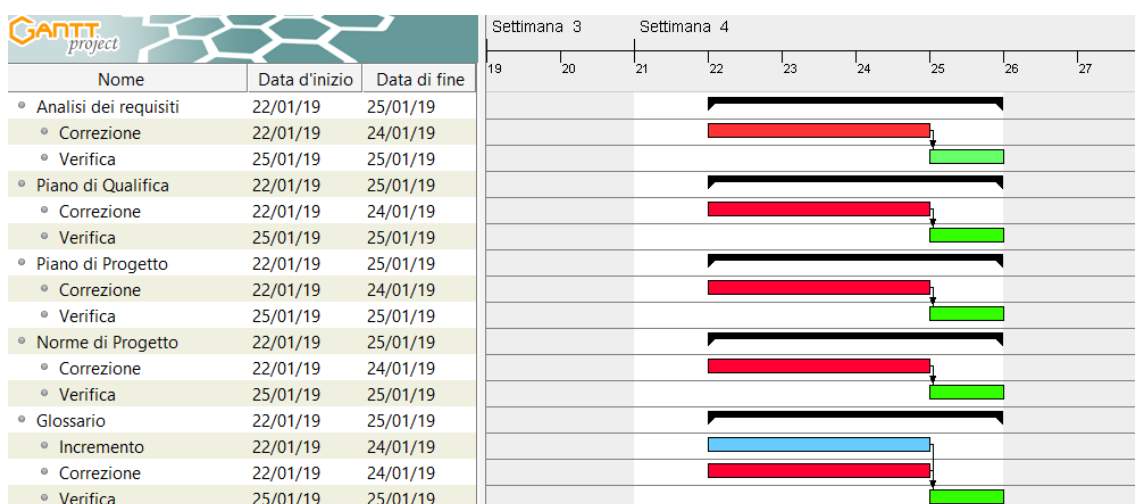 GANTT
project
Settimana 3 Settimana 4
19 20 21 22 23 24 25 26 27
Nome Data d'inizio Data di fine
Analisi dei requisiti 22/01/19 25/01/19
Correzione 22/01/19 24/01/19
Verifica 25/01/19 25/01/19
Piano di Qualifica 22/01/19 25/01/19
Correzione 22/01/19 24/01/19
Verifica 25/01/19 25/01/19
Piano di Progetto 22/01/19 25/01/19
Correzione 22/01/19 24/01/19
Verifica 25/01/19 25/01/19
Norme di Progetto 22/01/19 25/01/19
Correzione 22/01/19 24/01/19
Verifica 25/01/19 25/01/19
Glossario 22/01/19 25/01/19
Incremento 22/01/19 24/01/19
Correzione 22/01/19 24/01/19
Verifica 25/01/19 25/01/19